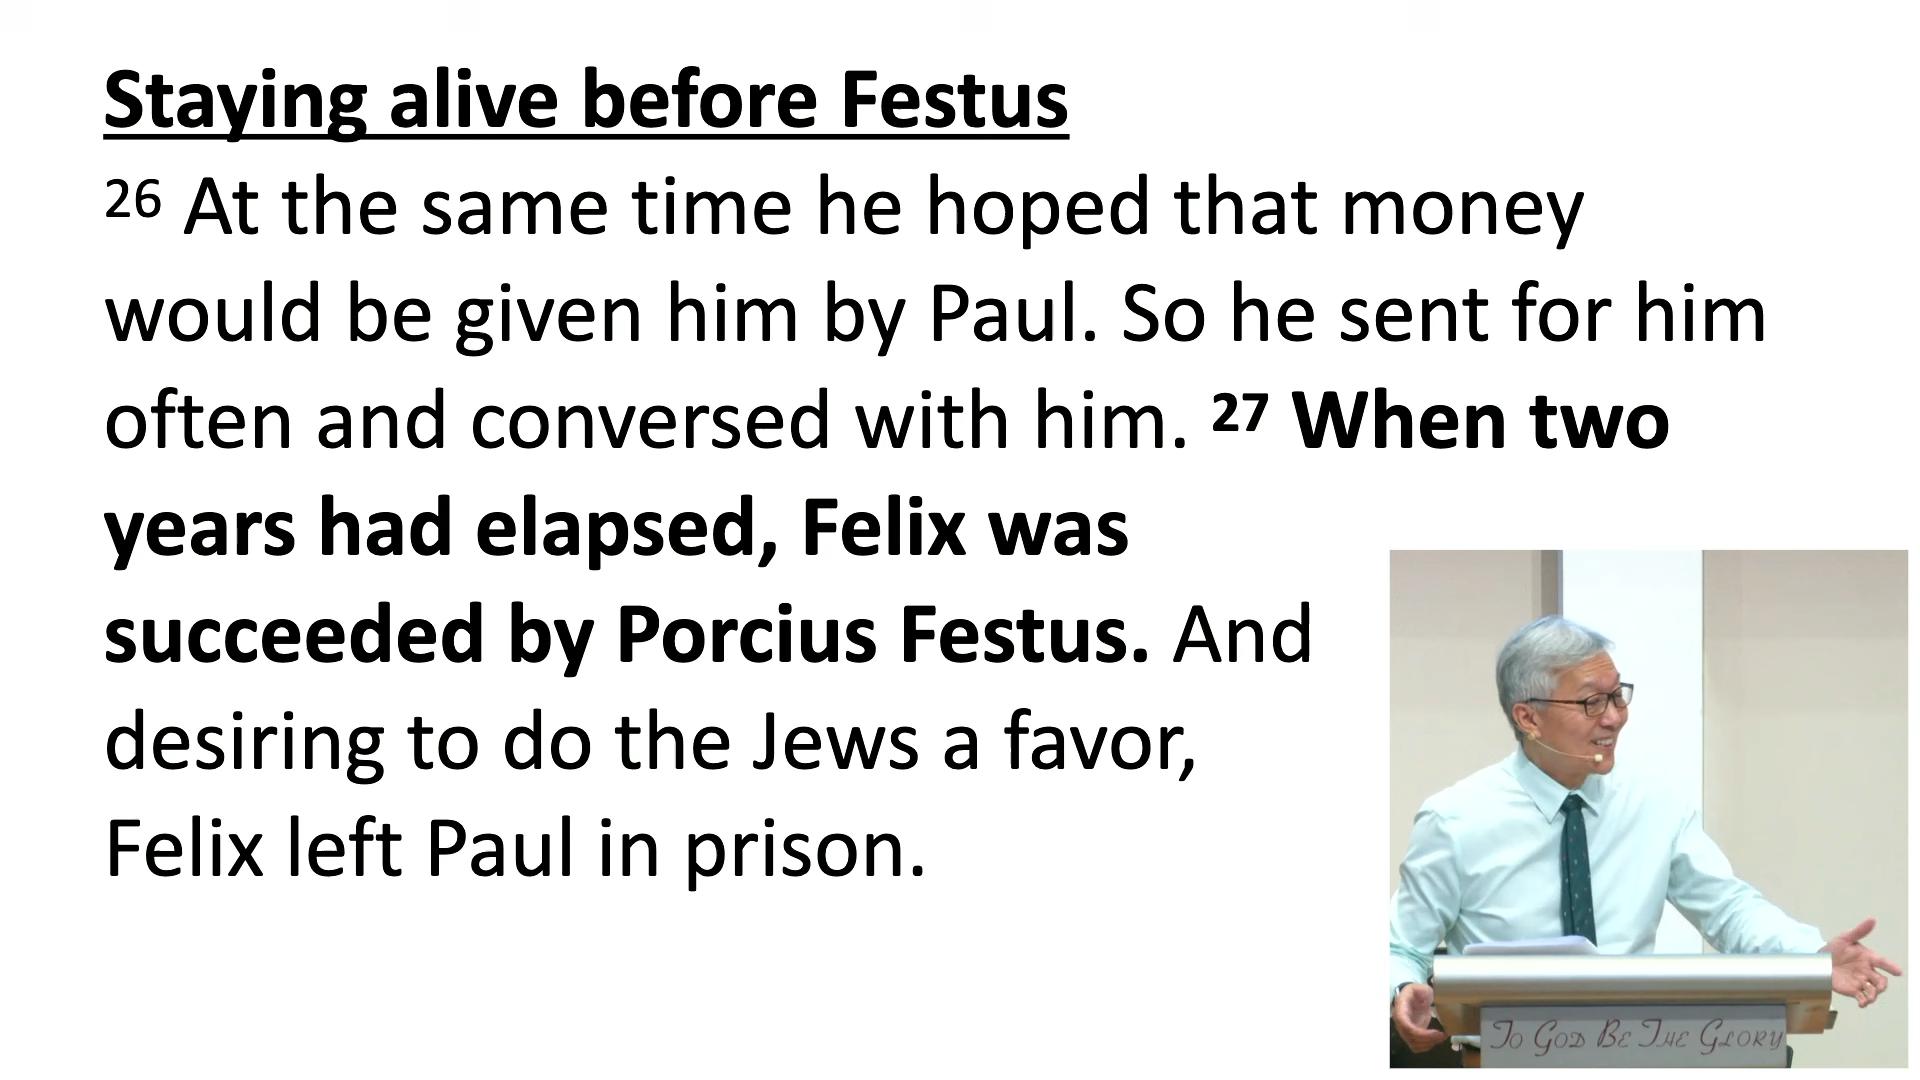 Staying alive before Festus
26 At the same time he hoped that money
would be given him by Paul. So he sent for him
often and conversed with him. 27 When two
years had elapsed, Felix was
succeeded by Porcius Festus. And
desiring to do the Jews a favor,
Felix left Paul in prison.
To God Be The Glory